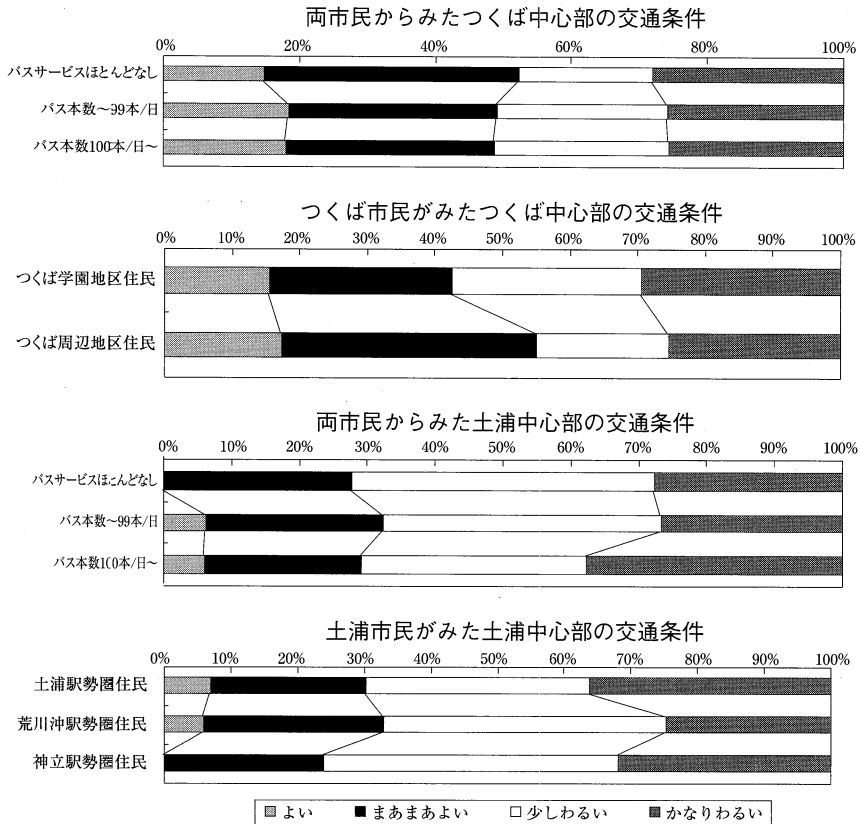 両市民からみたつくば中心部の交通条件
0% 20% 40% 60% 80% 100%
バスサービスほとんどなし
バス本数〜99本/日
バス本数100本/日〜
つくば市民がみたつくば中心部の交通条件
0% 10% 20% 30% 40% 50% 60% 70% 80% 90% 100%
つくば学園地区住民
つくば周辺地区住民
両市民からみた土浦中心部の交通条件
0% 10% 20% 30% 40% 50% 60% 70% 80% 90% 100%
バスサービスほとんどなし
バス本数〜99本/日
バス本数100本/日〜
土浦市民がみた土浦中心部の交通条件
0% 10% 20% 30% 40% 50% 60% 70% 80% 90% 100%
土浦駅勢圏住民
荒川沖駅勢圏住民
神立駅勢圏住民
よい まあまあよい 少しわるい かなりわるい